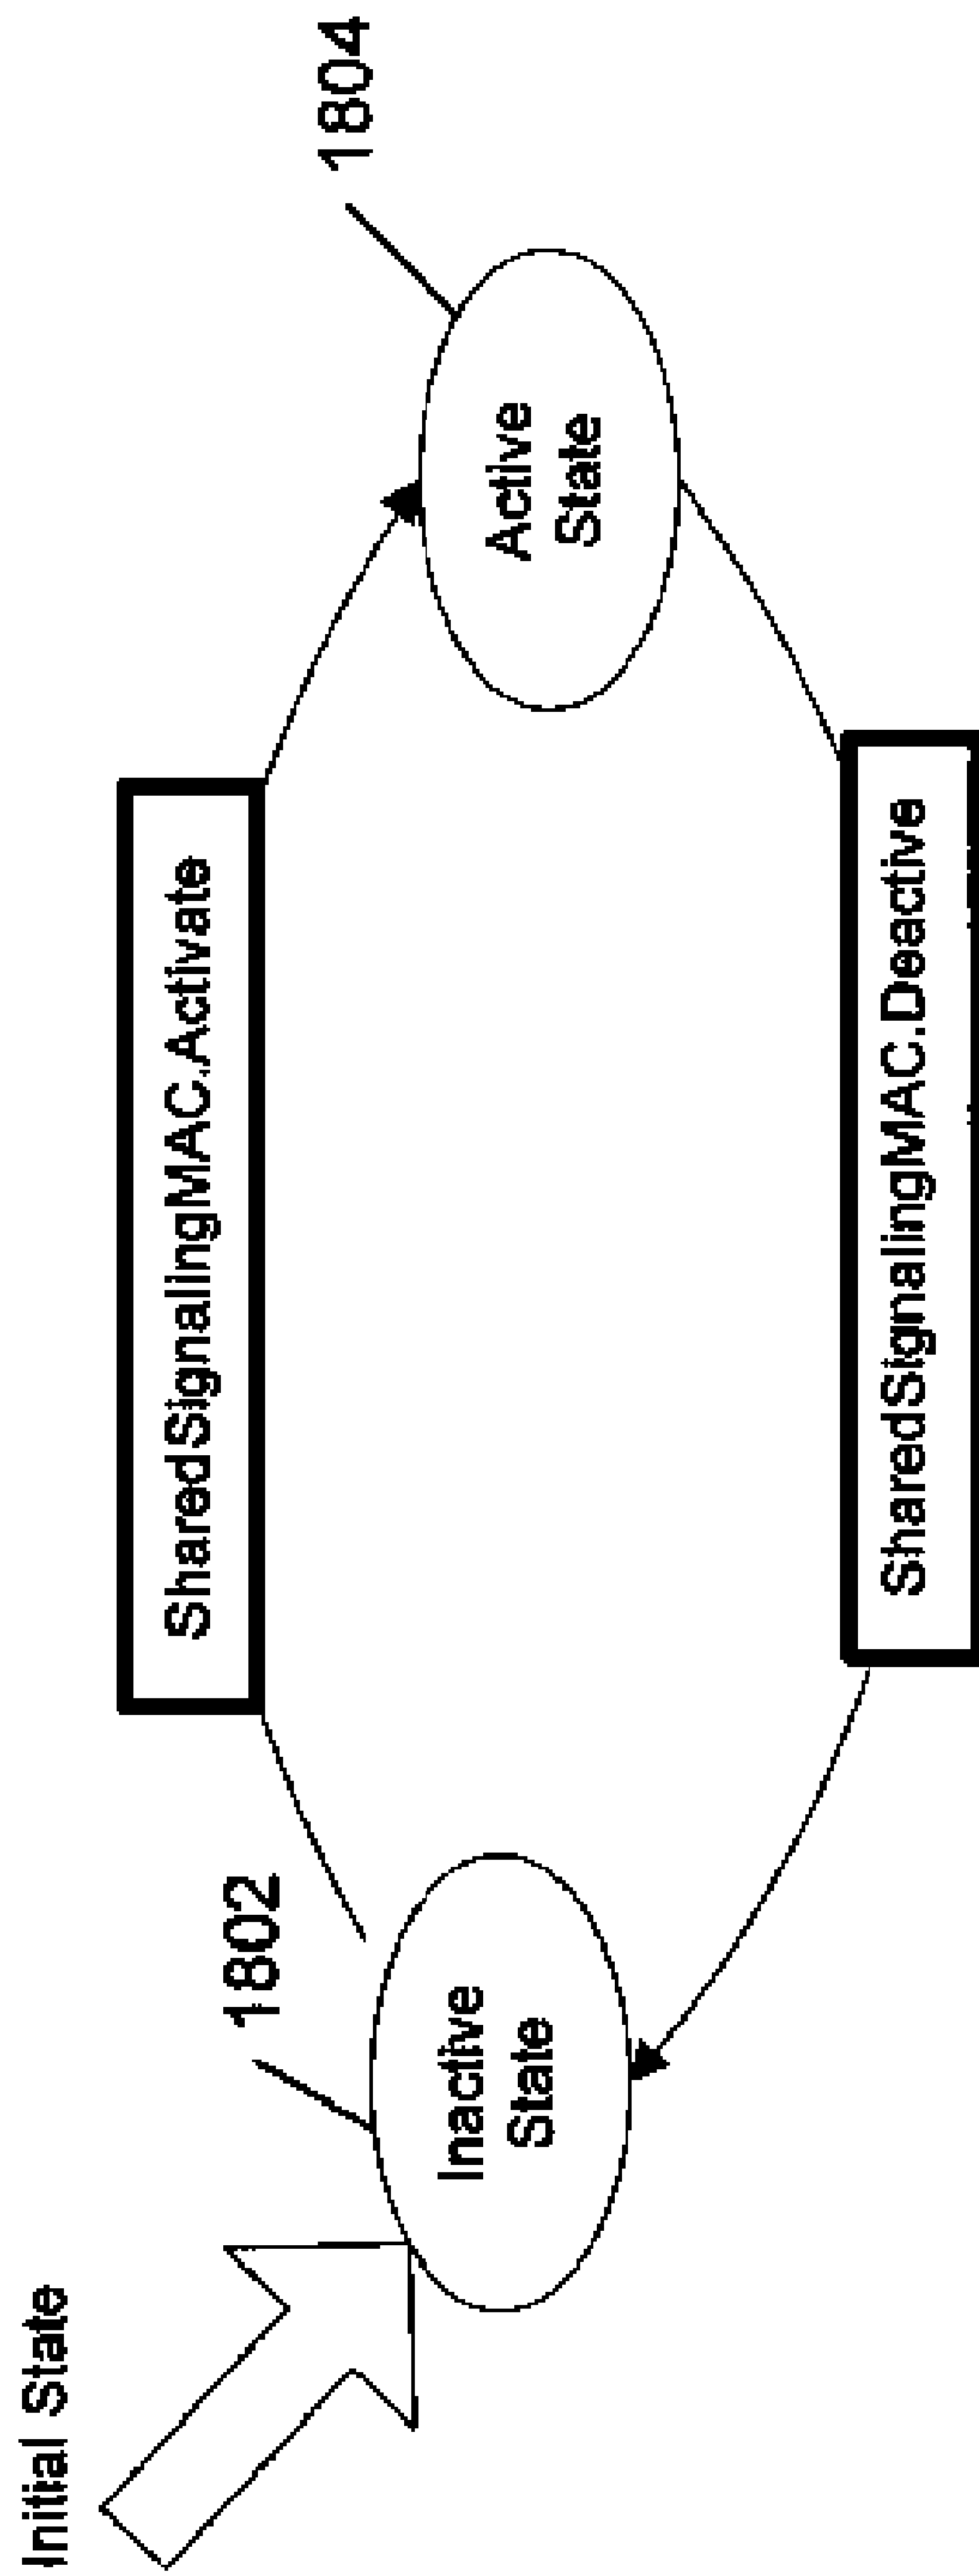 Initial State
1802
Inactive
State
SharedSignalingMAC.Activate
1804
Active
State
SharedSignalingMAC.Deactive